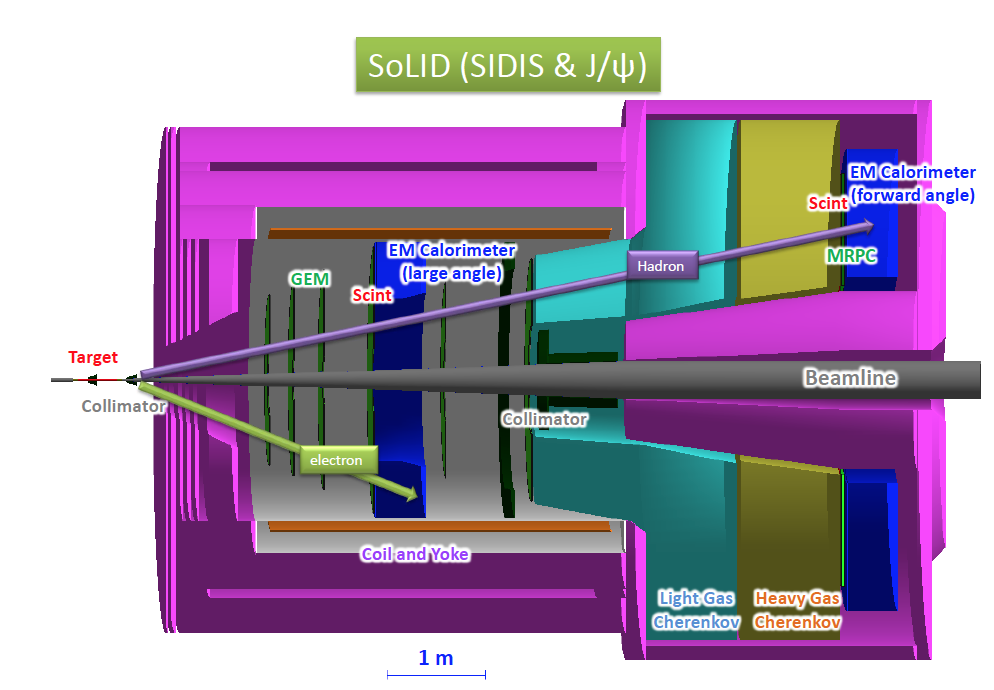 SoLID (SIDIS & J/ψ)
EM Calorimeter
(forward angle)
Scint
EM Calorimeter
(large angle)
MRPC
Hadron
GEM
Scint
Target
Beamline
Collimator
Collimator
electron
Coil and Yoke
Light Gas
Cherenkov
Heavy Gas
Cherenkov
1 m